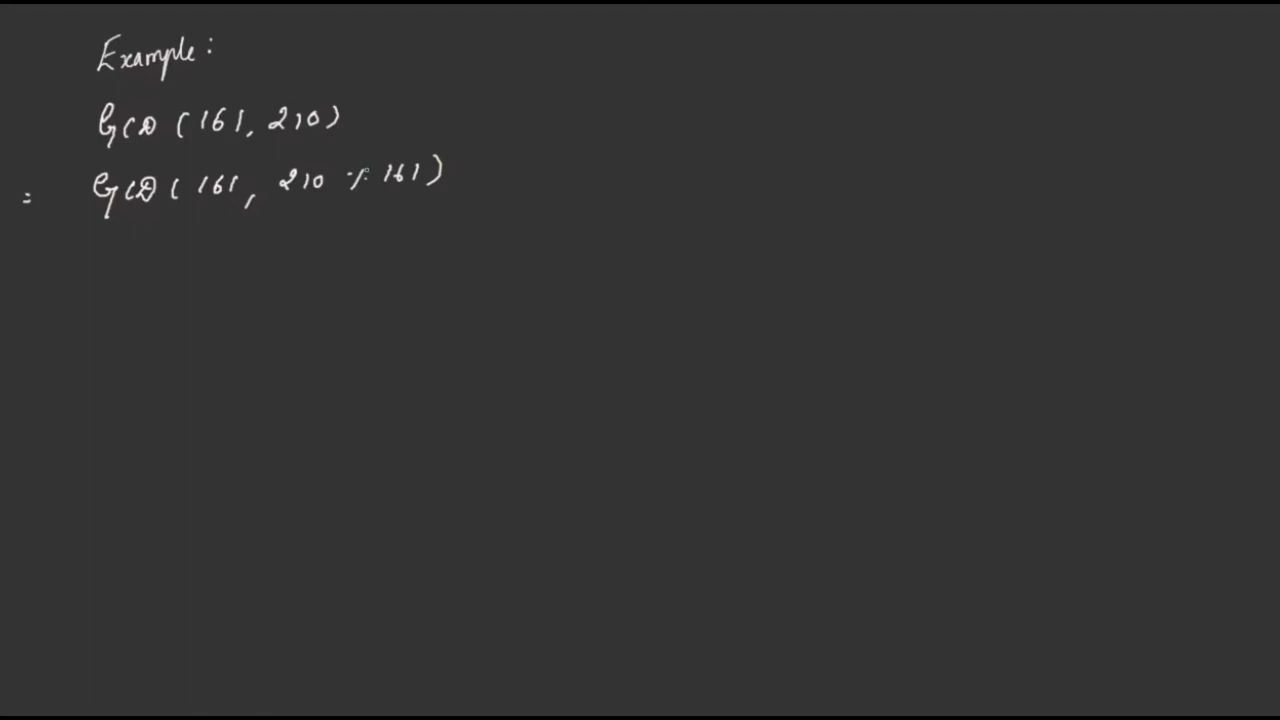 Example:
GCD (161, 210)
= GCD (161, 210 % 161)